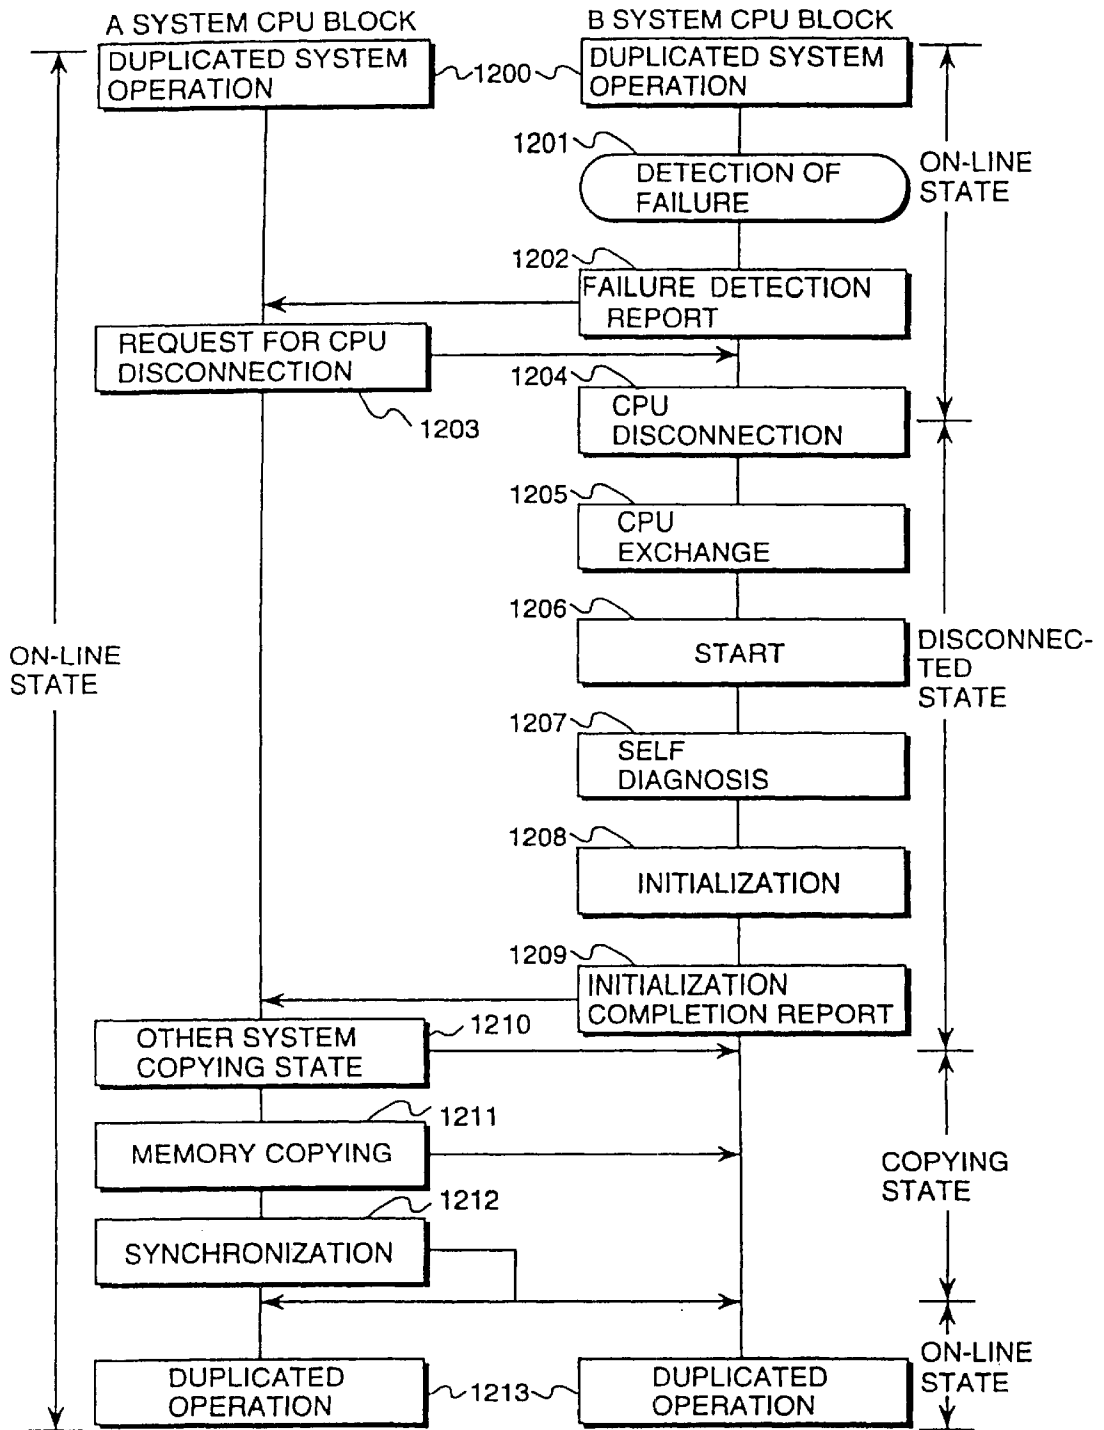 A SYSTEM CPU BLOCK
B SYSTEM CPU BLOCK
DUPLICATED SYSTEM
OPERATION
1200
DUPLICATED SYSTEM
OPERATION
1201
DETECTION OF
FAILURE
ON-LINE
STATE
1202
FAILURE DETECTION
REPORT
REQUEST FOR CPU
DISCONNECTION
1203
1204
CPU
DISCONNECTION
1205
CPU
EXCHANGE
1206
START
ON-LINE
STATE
DISCONNEC-
TED
STATE
1207
SELF
DIAGNOSIS
1208
INITIALIZATION
1209
INITIALIZATION
COMPLETION REPORT
OTHER SYSTEM
COPYING STATE
1210
1211
MEMORY COPYING
COPYING
STATE
1212
SYNCHRONIZATION
DUPLICATED
OPERATION
1213
DUPLICATED
OPERATION
ON-LINE
STATE